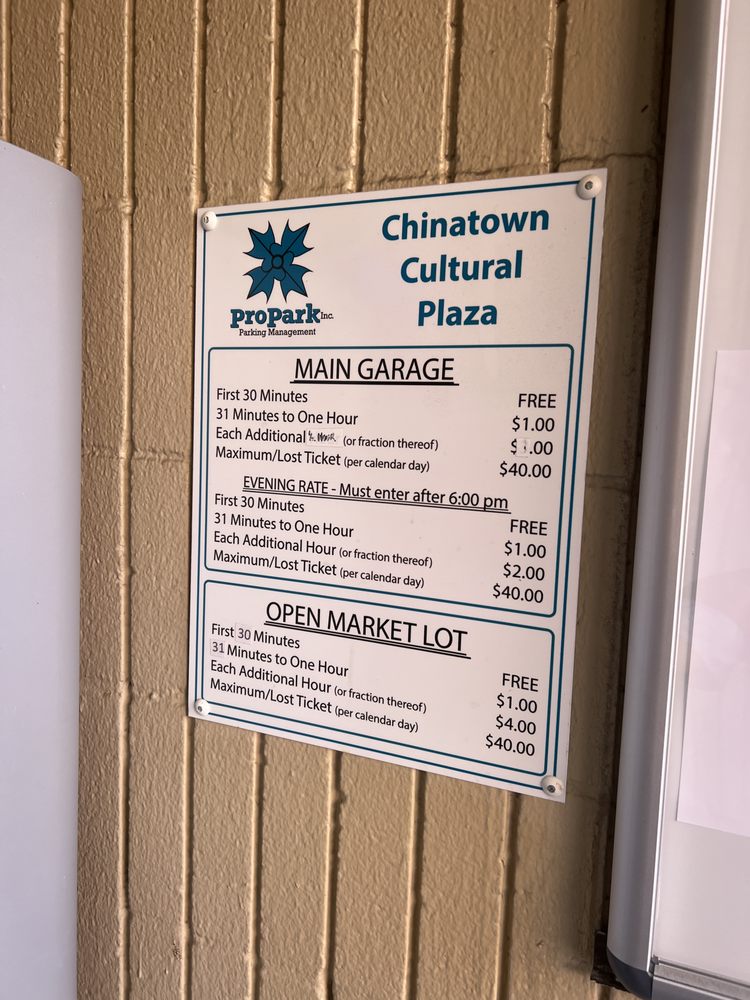 Chinatown
Cultural
Plaza
ProPark Inc.
Parking Management
MAIN GARAGE
First 30 Minutes FREE
31 Minutes to One Hour $1.00
Each Additional ½ HOUR (or fraction thereof) $ .00
Maximum/Lost Ticket (per calendar day) $40.00
EVENING RATE - Must enter after 6:00 pm
First 30 Minutes FREE
31 Minutes to One Hour $1.00
Each Additional Hour (or fraction thereof) $2.00
Maximum/Lost Ticket (per calendar day) $40.00
OPEN MARKET LOT
First 30 Minutes FREE
31 Minutes to One Hour $1.00
Each Additional Hour (or fraction thereof) $4.00
Maximum/Lost Ticket (per calendar day) $40.00